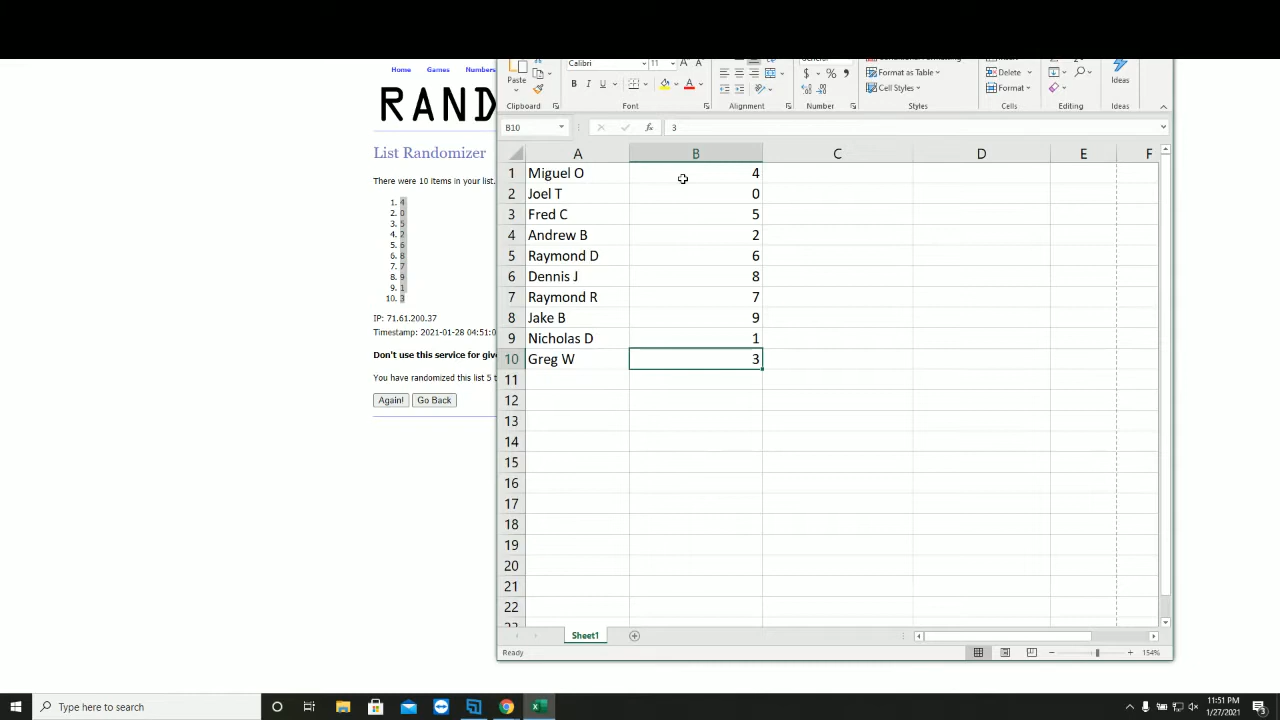 Home Games Numbers
RAND
List Randomizer
There were 10 items in your list.
1. 4
2. 0
3. 5
4. 2
5. 6
6. 8
7. 7
8. 9
9. 1
10. 3
IP: 71.61.200.37
Timestamp: 2021-01-28 04:51:0
Don't use this service for give
You have randomized this list 5 t
Again! Go Back
Paste
Calibri 11 A A
B I U A
$ % ,
Format as Table
Cell Styles
Delete
Format
Ideas
Clipboard Font Alignment Number Styles Cells Editing Ideas
B10 fx 3
A B C D E F
1 Miguel O 4
2 Joel T 0
3 Fred C 5
4 Andrew B 2
5 Raymond D 6
6 Dennis J 8
7 Raymond R 7
8 Jake B 9
9 Nicholas D 1
10 Greg W 3
11
12
13
14
15
16
17
18
19
20
21
22
Sheet1
Ready 154%
Type here to search
11:51 PM
1/27/2021
3